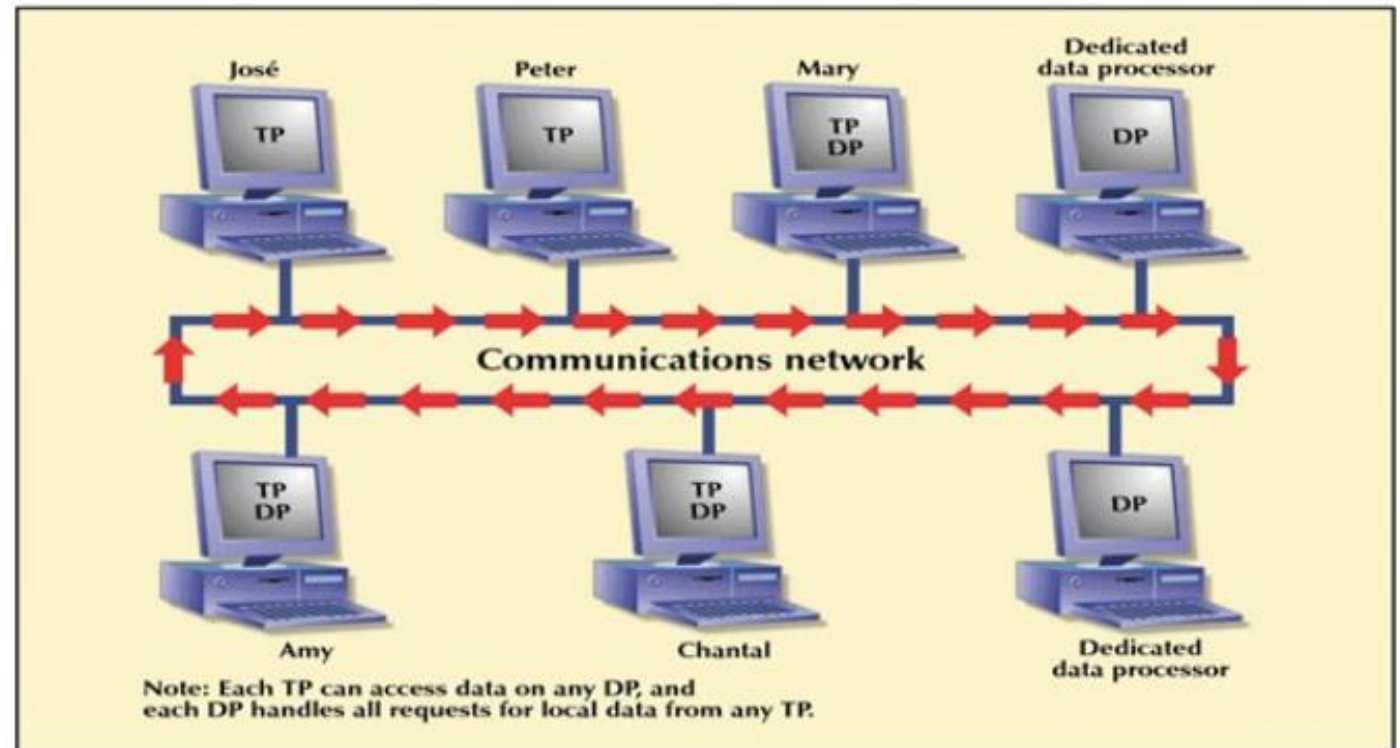 José
Peter
Mary
Dedicated
data processor
TP
TP
TP
DP
DP
Communications network
TP
DP
TP
DP
DP
Amy
Chantal
Dedicated
data processor
Note: Each TP can access data on any DP, and
each DP handles all requests for local data from any TP.